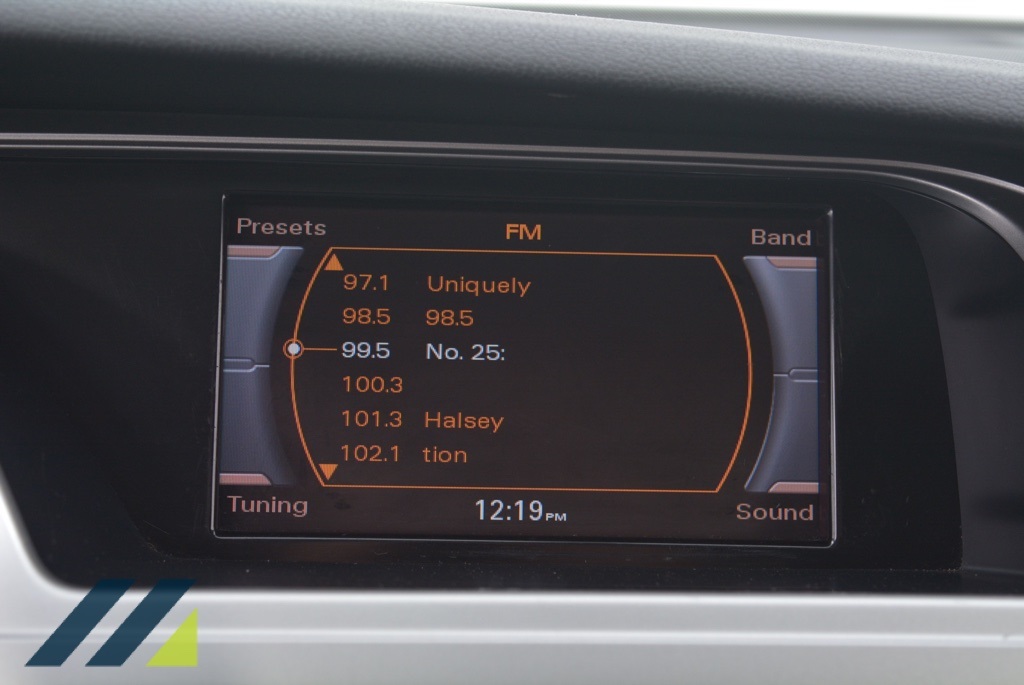 Presets FM Band
97.1 Uniquely
98.5 98.5
99.5 No. 25:
100.3
101.3 Halsey
102.1 tion
Tuning 12:19PM Sound